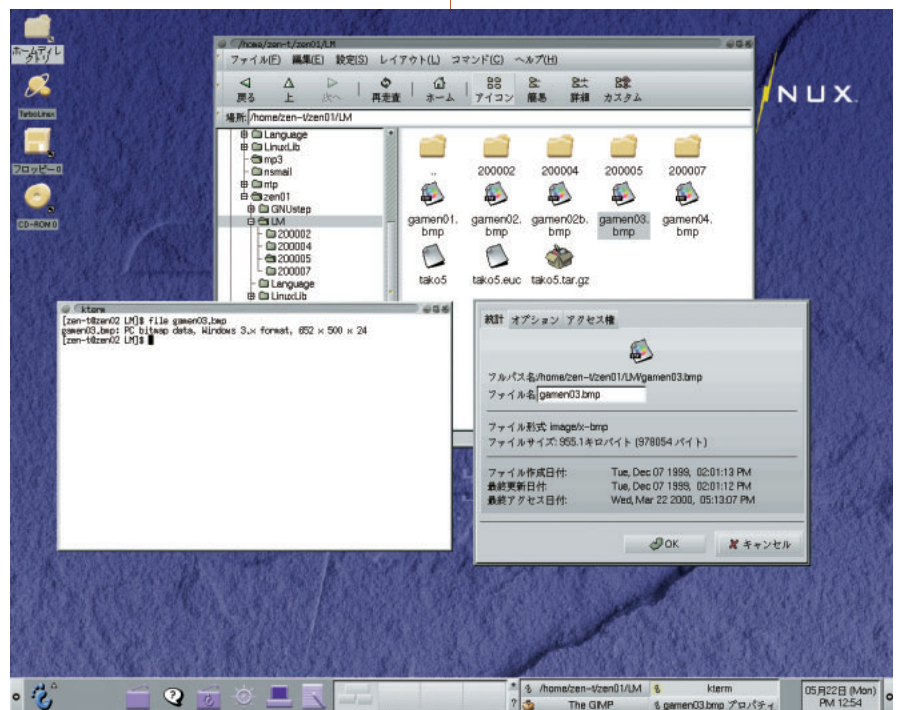 ホームディレ
クトリ
TurboLinux
フロッピー0
CD-ROM 0
NUX
/home/zen-t/zen01/LM
ファイル(F) 編集(E) 設定(S) レイアウト(L) コマンド(C) ヘルプ(H)
戻る 上 次へ 再走査 ホーム アイコン 簡易 詳細 カスタム
場所: /home/zen-t/zen01/LM
Language
LinuxLib
mp3
nsmail
ntp
zen01
GNUstep
LM
200002
200004
200005
200007
Language
LinuxLib
.. 200002 200004 200005 200007
gamen01.bmp gamen02.bmp gamen02b.bmp gamen03.bmp gamen04.bmp
tako5 tako5.euc tako5.tar.gz
kterm
[zen-t@zen02 LM]$ file gamen03.bmp
gamen03.bmp: PC bitmap data, Windows 3.x format, 652 x 500 x 24
[zen-t@zen02 LM]$
統計 オプション アクセス権
フルパス名:/home/zen-t/zen01/LM/gamen03.bmp
ファイル名 gamen03.bmp
ファイル形式: image/x-bmp
ファイルサイズ: 955.1キロバイト (978054 バイト)
ファイル作成日付: Tue, Dec 07 1999, 02:01:13 PM
最終更新日付: Tue, Dec 07 1999, 02:01:12 PM
最終アクセス日付: Wed, Mar 22 2000, 05:13:07 PM
OK キャンセル
/home/zen-t/zen01/LM kterm
The GIMP gamen03.bmp プロパティ
05月22日 (Mon)
PM 12:54